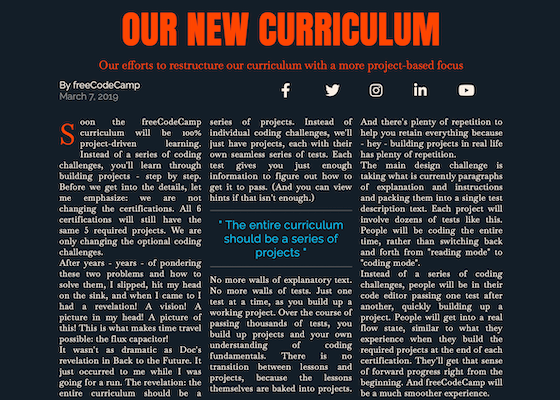 OUR NEW CURRICULUM
Our efforts to restructure our curriculum with a more project-based focus
By freeCodeCamp
March 7, 2019
Soon the freeCodeCamp
curriculum will be 100%
project-driven learning.
Instead of a series of coding
challenges, you'll learn through
building projects - step by step.
Before we get into the details, let
me emphasize: we are not
changing the certifications. All 6
certifications will still have the
same 5 required projects. We are
only changing the optional coding
challenges.
After years - years - of pondering
these two problems and how to
solve them, I slipped, hit my head
on the sink, and when I came to I
had a revelation! A vision! A
picture in my head! A picture of
this! This is what makes time travel
possible: the flux capacitor!
It wasn't as dramatic as Doc's
revelation in Back to the Future. It
just occurred to me while I was
going for a run. The revelation: the
entire curriculum should be a
series of projects. Instead of
individual coding challenges, we'll
just have projects, each with their
own seamless series of tests. Each
test gives you just enough
information to figure out how to
get it to pass. (And you can view
hints if that isn't enough.)
" The entire curriculum
should be a series of
projects "
No more walls of explanatory text.
No more walls of tests. Just one
test at a time, as you build up a
working project. Over the course of
passing thousands of tests, you
build up projects and your own
understanding of coding
fundamentals. There is no
transition between lessons and
projects, because the lessons
themselves are baked into projects.
And there's plenty of repetition to
help you retain everything because
- hey - building projects in real life
has plenty of repetition.
The main design challenge is
taking what is currently paragraphs
of explanation and instructions
and packing them into a single test
description text. Each project will
involve dozens of tests like this.
People will be coding the entire
time, rather than switching back
and forth from "reading mode" to
"coding mode".
Instead of a series of coding
challenges, people will be in their
code editor passing one test after
another, quickly building up a
project. People will get into a real
flow state, similar to what they
experience when they build the
required projects at the end of each
certification. They'll get that sense
of forward progress right from the
beginning. And freeCodeCamp will
be a much smoother experience.